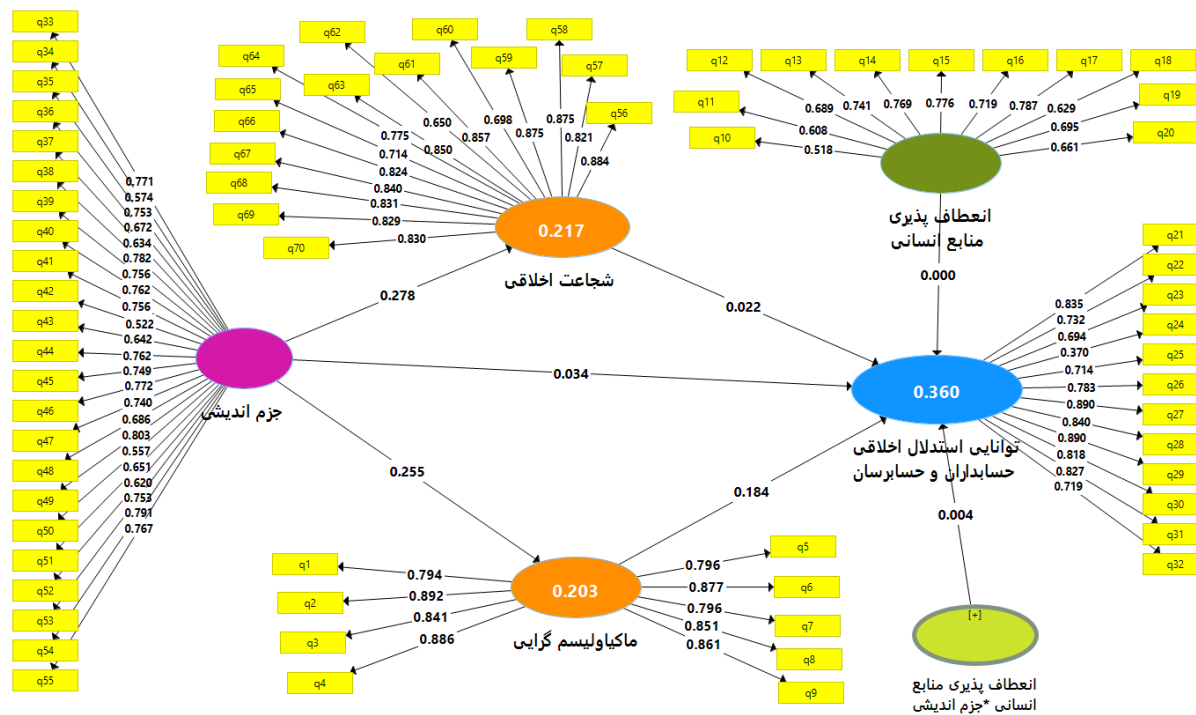 q33
q34
q35
q36
q37
q38
q39
q40
q41
q42
q43
q44
q45
q46
q47
q48
q49
q50
q51
q52
q53
q54
q55
0.771
0.574
0.753
0.672
0.634
0.782
0.756
0.762
0.756
0.522
0.642
0.762
0.749
0.772
0.740
0.686
0.803
0.557
0.651
0.620
0.753
0.791
0.767
جزم اندیشی
q64
q62
q60
q58
q65
q63
q61
q59
q57
q66
q56
q67
q68
q69
q70
0.775
0.650
0.698
0.875
0.714
0.850
0.857
0.875
0.821
0.824
0.884
0.840
0.831
0.829
0.830
0.217
شجاعت اخلاقی
q12
q13
q14
q15
q16
q17
q18
q11
q19
q10
q20
0.689
0.741
0.769
0.776
0.719
0.787
0.629
0.608
0.695
0.518
0.661
انعطاف پذیری
منابع انسانی
0.278
0.022
0.000
0.034
0.255
0.184
0.004
0.360
توانایی استدلال اخلاقی
حسابداران و حسابرسان
q21
q22
q23
q24
q25
q26
q27
q28
q29
q30
q31
q32
0.835
0.732
0.694
0.370
0.714
0.783
0.890
0.840
0.890
0.818
0.827
0.719
q1
q2
q3
q4
0.794
0.892
0.841
0.886
0.203
ماکیاولیسم گرایی
q5
q6
q7
q8
q9
0.796
0.877
0.796
0.851
0.861
[+]
انعطاف پذیری منابع
انسانی *جزم اندیشی